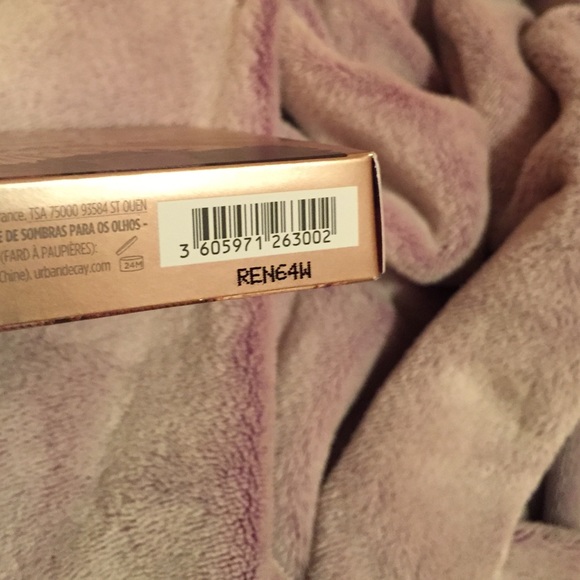 rance, TSA 75000 93584 ST OUEN
E DE SOMBRAS PARA OS OLHOS -
(FARD À PAUPIÈRES):
Chine). urbandecay.com
24M
3 605971 263002
REN64W